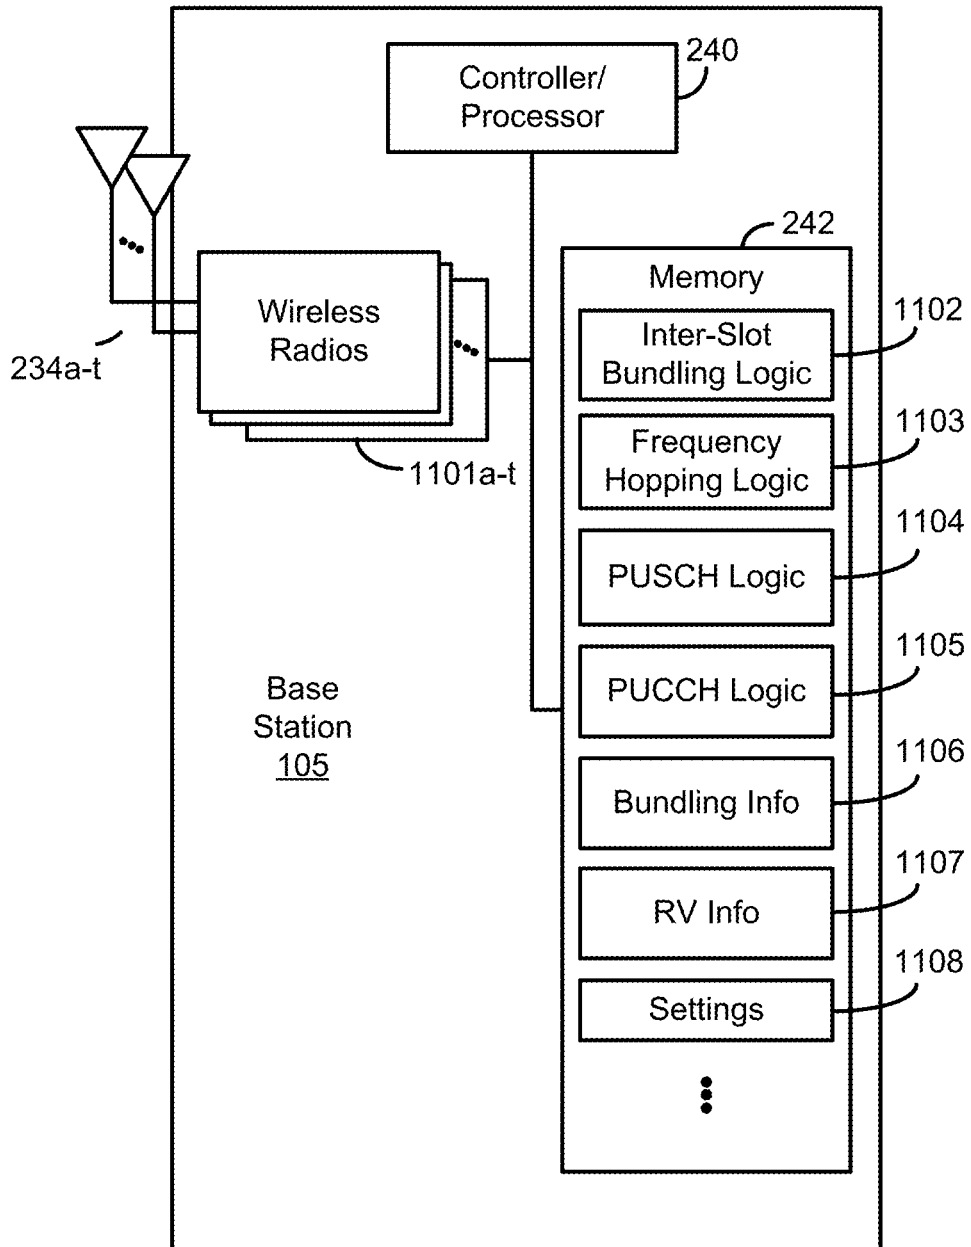 240
Controller/
Processor
242
Memory
Wireless
Radios
234a-t
1101a-t
Inter-Slot
Bundling Logic
1102
Frequency
Hopping Logic
1103
PUSCH Logic
1104
PUCCH Logic
1105
Base
Station
105
Bundling Info
1106
RV Info
1107
Settings
1108